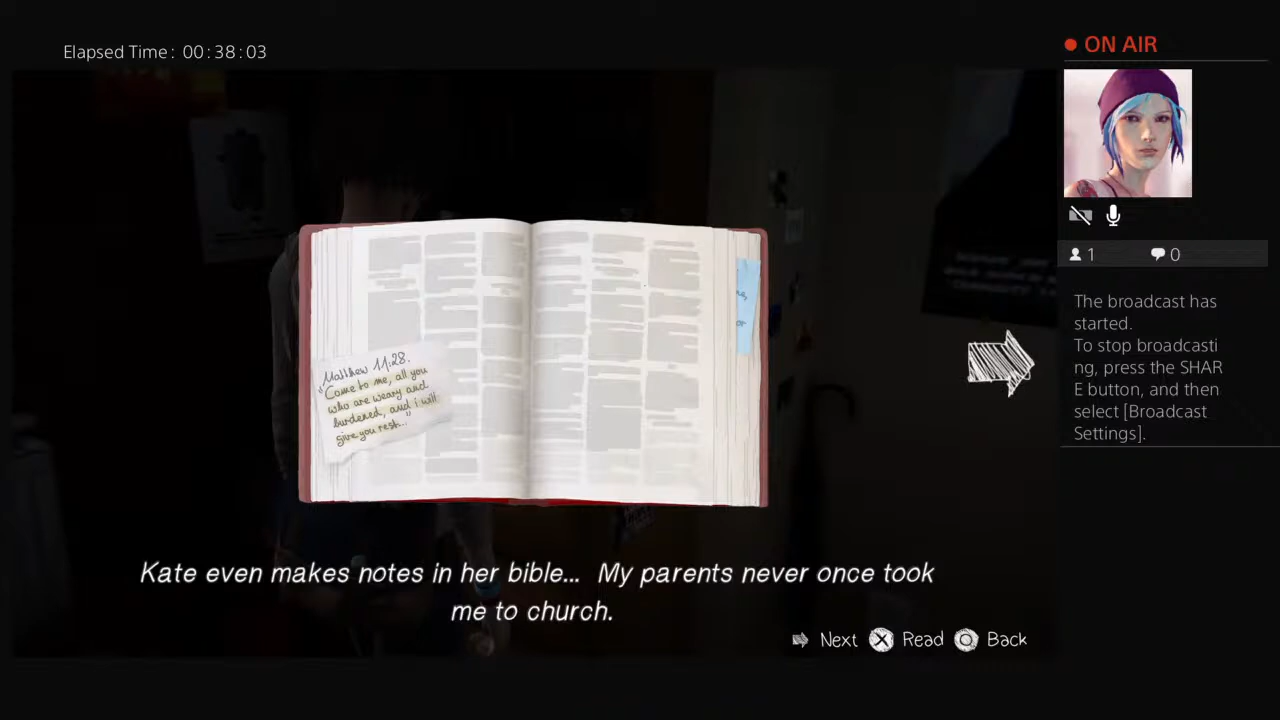 Elapsed Time: 00:38:03
ON AIR
1
0
The broadcast has
started.
To stop broadcasti
ng, press the SHAR
E button, and then
select [Broadcast
Settings].
Matthew 11:28.
"Come to me, all you
who are weary and
burdened, and i will
give you rest..."
or
Kate even makes notes in her bible... My parents never once took
me to church.
Next
X Read
Back